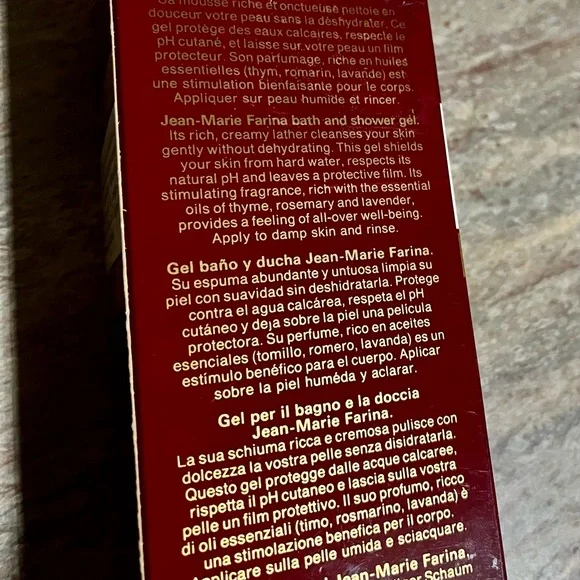 Sa mousse riche et onctueuse nettoie en
douceur votre peau sans la déshydrater. Ce
gel protège des eaux calcaires, respecte le
pH cutané, et laisse sur votre peau un film
protecteur. Son parfumage, riche en huiles
essentielles (thym, romarin, lavande) est
une stimulation bienfaisante pour le corps.
Appliquer sur peau humide et rincer.
Jean-Marie Farina bath and shower gel.
Its rich, creamy lather cleanses your skin
gently without dehydrating. This gel shields
your skin from hard water, respects its
natural pH and leaves a protective film. Its
stimulating fragrance, rich with the essential
oils of thyme, rosemary and lavender,
provides a feeling of all-over well-being.
Apply to damp skin and rinse.
Gel baño y ducha Jean-Marie Farina.
Su espuma abundante y untuosa limpia su
piel con suavidad sin deshidratarla. Protege
contra el agua calcárea, respeta el pH
cutáneo y deja sobre la piel una película
protectora. Su perfume, rico en aceites
esenciales (tomillo, romero, lavanda) es un
estímulo benéfico para el cuerpo. Aplicar
sobre la piel huméda y aclarar.
Gel per il bagno e la doccia
Jean-Marie Farina.
La sua schiuma ricca e cremosa pulisce con
dolcezza la vostra pelle senza disidratarla.
Questo gel protegge dalle acque calcaree,
rispetta il pH cutaneo e lascia sulla vostra
pelle un film protettivo. Il suo profumo, ricco
di oli essenziali (timo, rosmarino, lavanda) è
una stimolazione benefica per il corpo.
Applicare sulla pelle umida e sciacquare.
Jean-Marie Farina,
Schaum